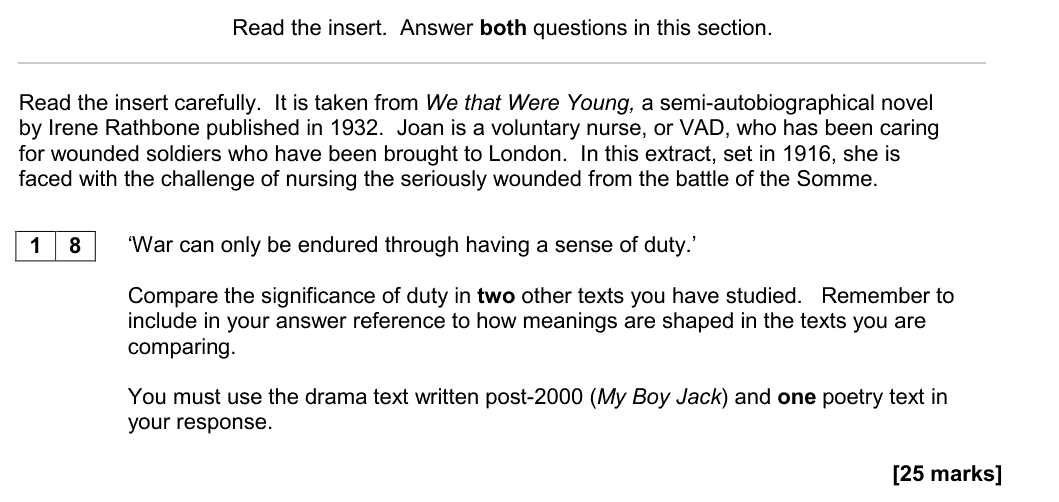 Read the insert.  Answer both questions in this section.
Read the insert carefully.  It is taken from We that Were Young, a semi-autobiographical novel
by Irene Rathbone published in 1932.  Joan is a voluntary nurse, or VAD, who has been caring
for wounded soldiers who have been brought to London.  In this extract, set in 1916, she is
faced with the challenge of nursing the seriously wounded from the battle of the Somme.
1 8 ‘War can only be endured through having a sense of duty.’
Compare the significance of duty in two other texts you have studied.   Remember to
include in your answer reference to how meanings are shaped in the texts you are
comparing.
You must use the drama text written post-2000 (My Boy Jack) and one poetry text in
your response.
[25 marks]